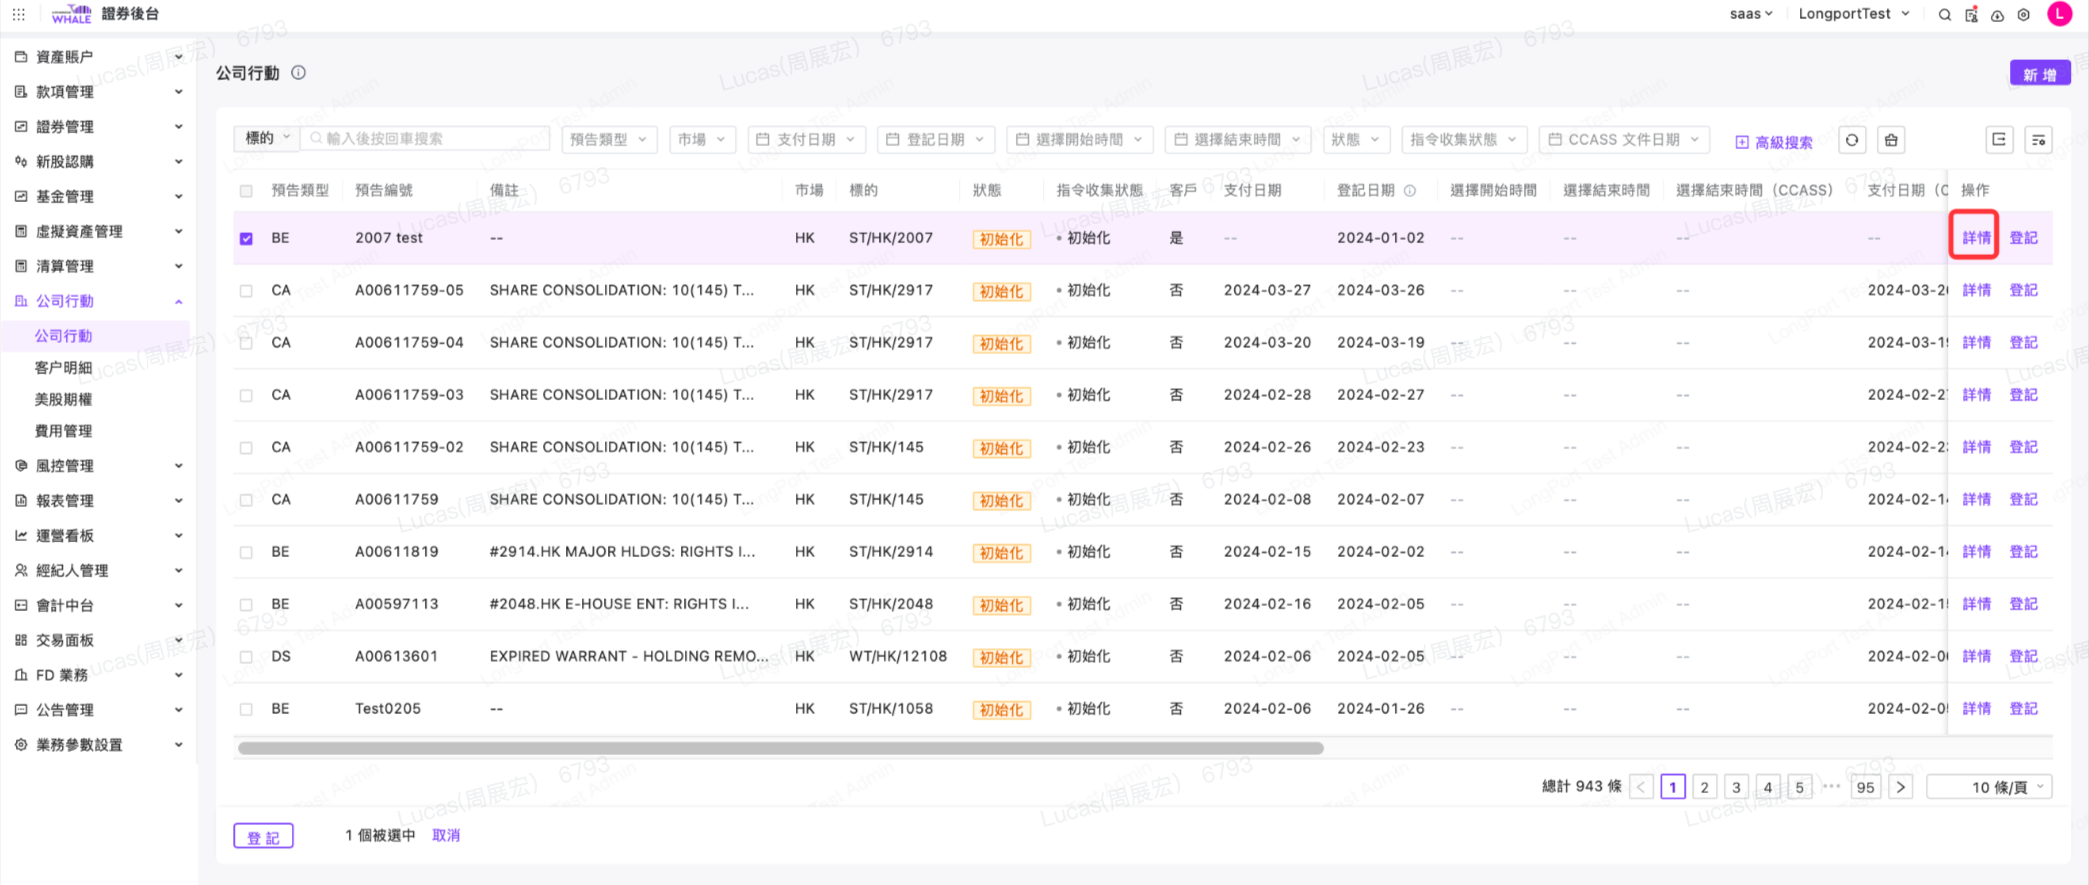 WHALE 證券後台 saas LongportTest L
公司行動 新 增
資產賬户
款項管理
證券管理
新股認購
基金管理
虛擬資產管理
清算管理
公司行動
公司行動
客户明細
美股期權
費用管理
風控管理
報表管理
運營看板
經紀人管理
會計中台
交易面板
FD 業務
公告管理
業務參數設置
標的 輸入後按回車搜索 預告類型 市場 支付日期 登記日期 選擇開始時間 選擇結束時間 狀態 指令收集狀態 CCASS 文件日期 高級搜索
預告類型 預告編號 備註 市場 標的 狀態 指令收集狀態 客戶 支付日期 登記日期 選擇開始時間 選擇結束時間 選擇結束時間（CCASS） 支付日期（C 操作
BE 2007 test -- HK ST/HK/2007 初始化 初始化 是 -- 2024-01-02 -- -- -- -- 詳情 登記
CA A00611759-05 SHARE CONSOLIDATION: 10(145) T... HK ST/HK/2917 初始化 初始化 否 2024-03-27 2024-03-26 -- -- -- 2024-03-2 詳情 登記
CA A00611759-04 SHARE CONSOLIDATION: 10(145) T... HK ST/HK/2917 初始化 初始化 否 2024-03-20 2024-03-19 -- -- -- 2024-03-1 詳情 登記
CA A00611759-03 SHARE CONSOLIDATION: 10(145) T... HK ST/HK/2917 初始化 初始化 否 2024-02-28 2024-02-27 -- -- -- 2024-02-2 詳情 登記
CA A00611759-02 SHARE CONSOLIDATION: 10(145) T... HK ST/HK/145 初始化 初始化 否 2024-02-26 2024-02-23 -- -- -- 2024-02-2 詳情 登記
CA A00611759 SHARE CONSOLIDATION: 10(145) T... HK ST/HK/145 初始化 初始化 否 2024-02-08 2024-02-07 -- -- -- 2024-02-1 詳情 登記
BE A00611819 #2914.HK MAJOR HLDGS: RIGHTS I... HK ST/HK/2914 初始化 初始化 否 2024-02-15 2024-02-02 -- -- -- 2024-02-1 詳情 登記
BE A00597113 #2048.HK E-HOUSE ENT: RIGHTS I... HK ST/HK/2048 初始化 初始化 否 2024-02-16 2024-02-05 -- -- -- 2024-02-1 詳情 登記
DS A00613601 EXPIRED WARRANT - HOLDING REMO... HK WT/HK/12108 初始化 初始化 否 2024-02-06 2024-02-05 -- -- -- 2024-02-0 詳情 登記
BE Test0205 -- HK ST/HK/1058 初始化 初始化 否 2024-02-06 2024-01-26 -- -- -- 2024-02-0 詳情 登記
總計 943 條 < 1 2 3 4 5 ••• 95 > 10 條/頁
登 記 1 個被選中 取消
Lucas(周展宏) 6793
LongPort Test Admin